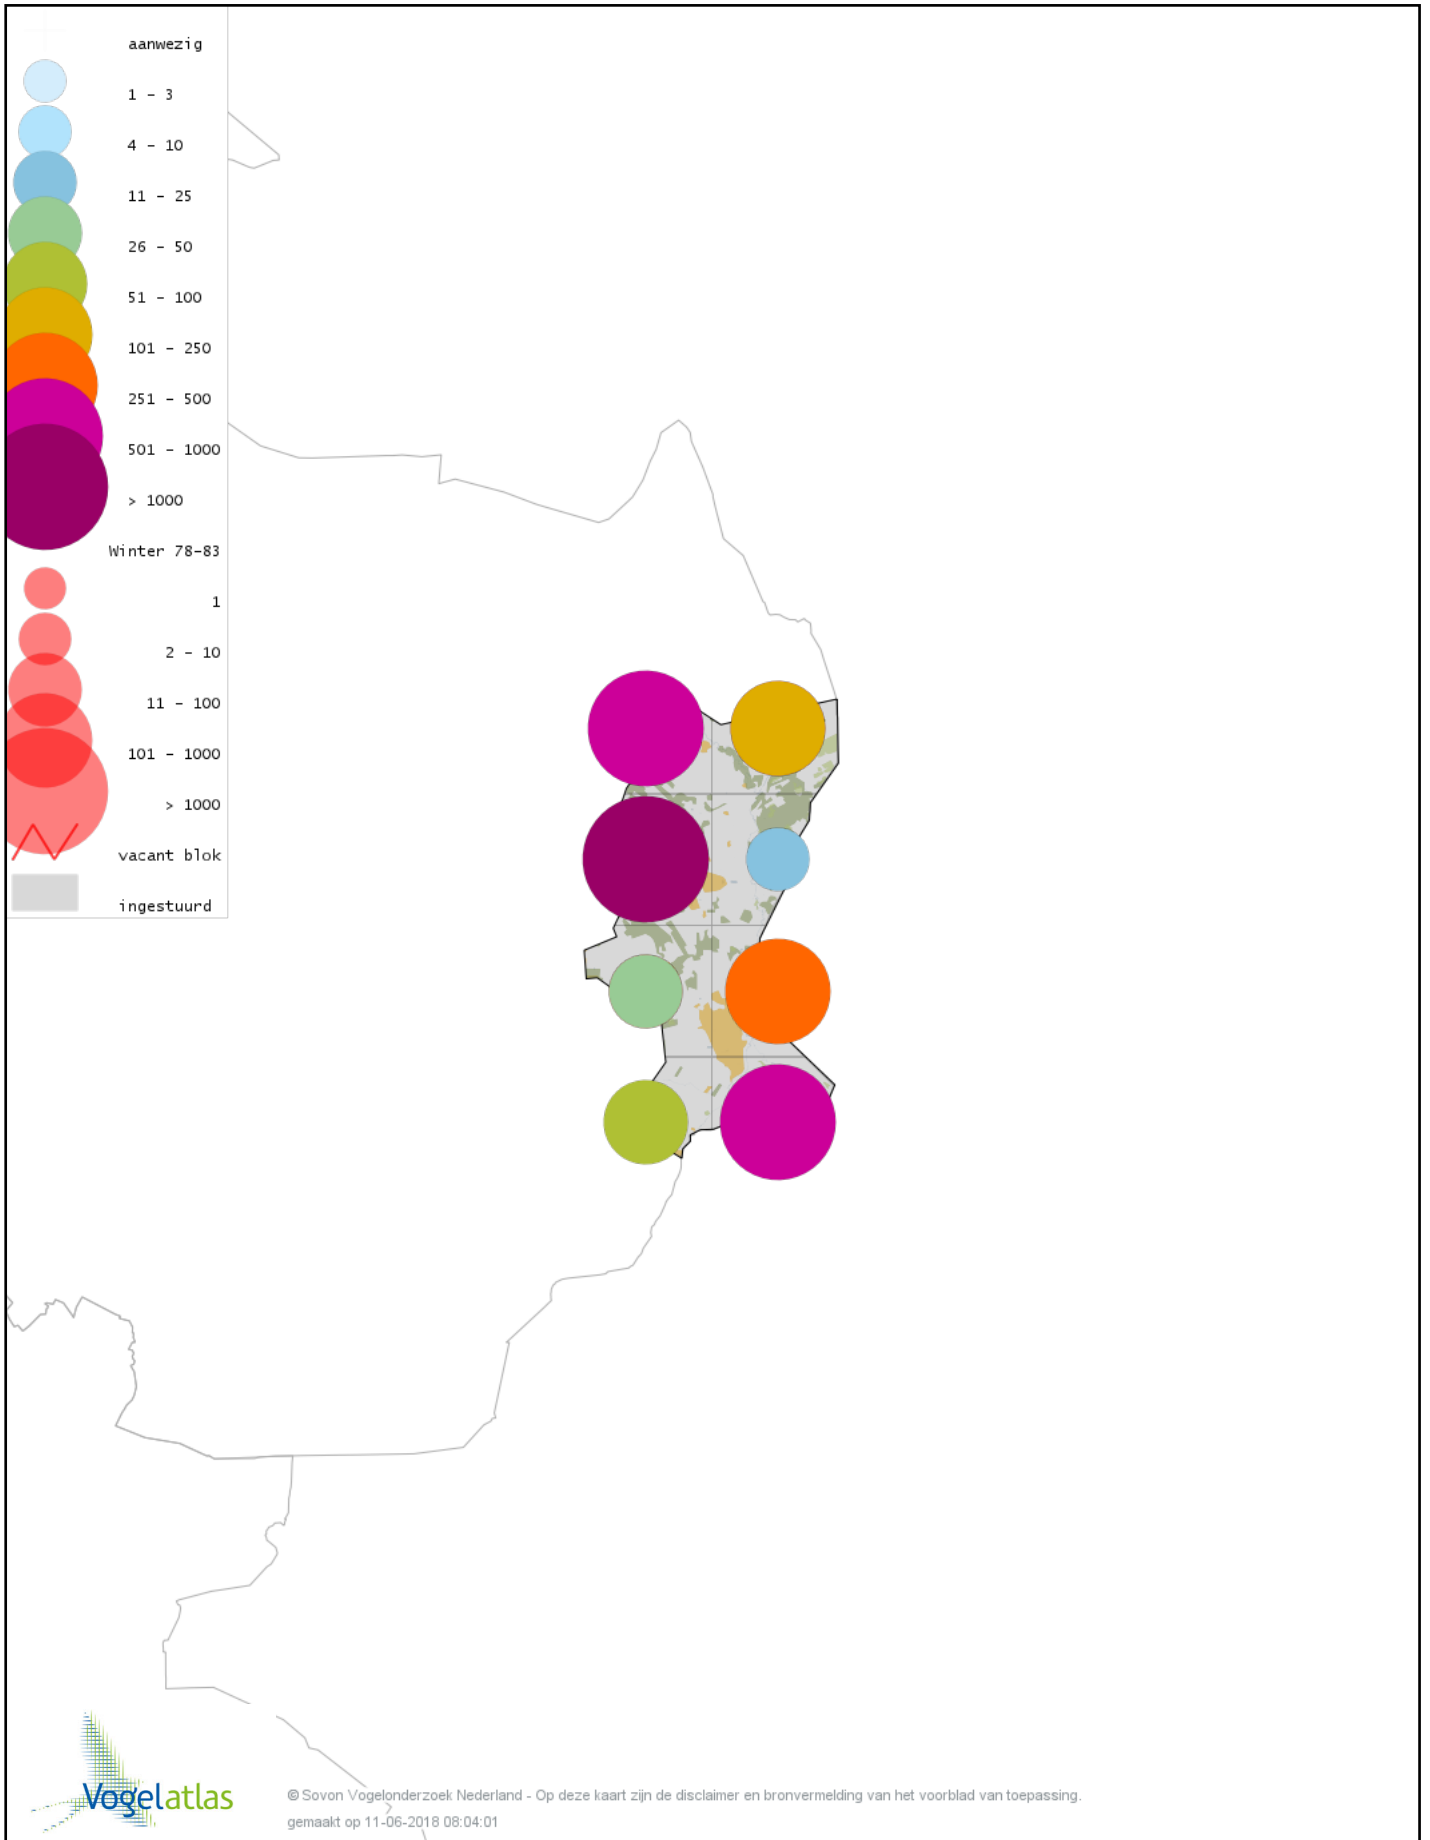 aanwezig
1 - 3
4 - 10
11 - 25
26 - 50
51 - 100
101 - 250
251 - 500
501 - 1000
> 1000
Winter 78-83
1
2 - 10
11 - 100
101 - 1000
> 1000
vacant blok
ingestuurd
Vogelatlas
© Sovon Vogelonderzoek Nederland - Op deze kaart zijn de disclaimer en bronvermelding van het voorblad van toepassing.
gemaakt op 11-06-2018 08:04:01